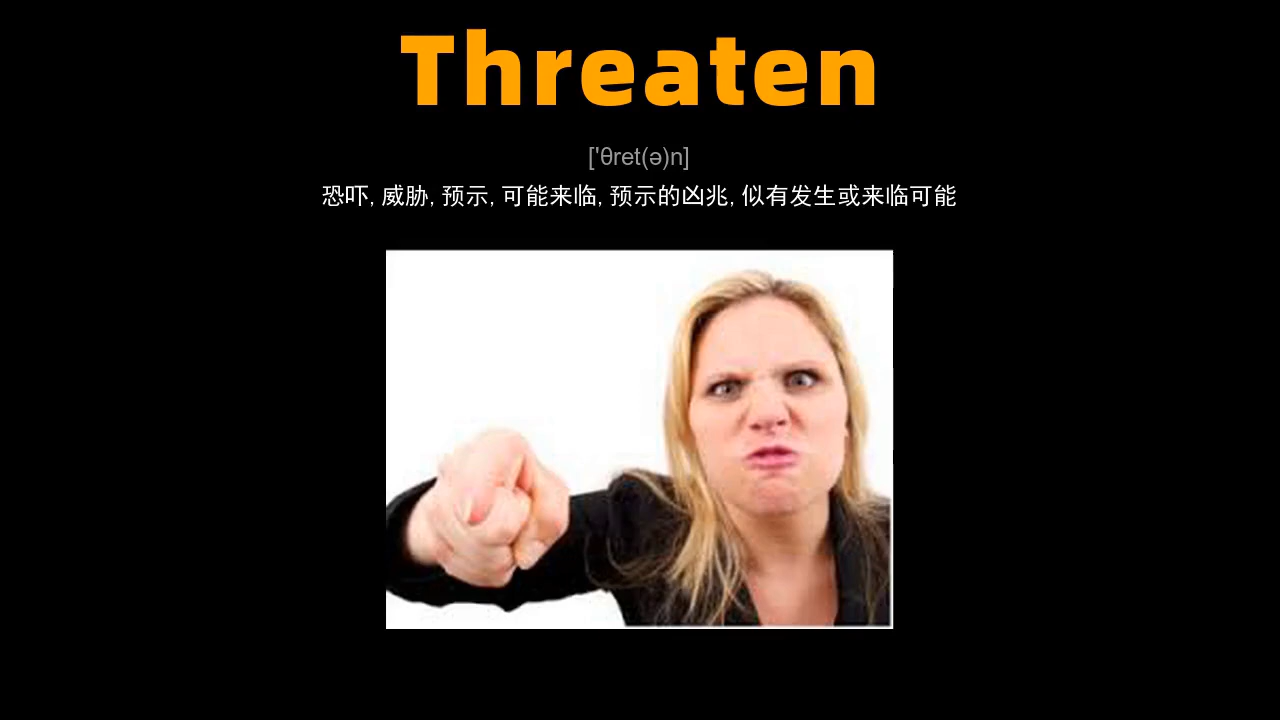 Threaten
['θret(ə)n]
恐吓, 威胁, 预示, 可能来临, 预示的凶兆, 似有发生或来临可能